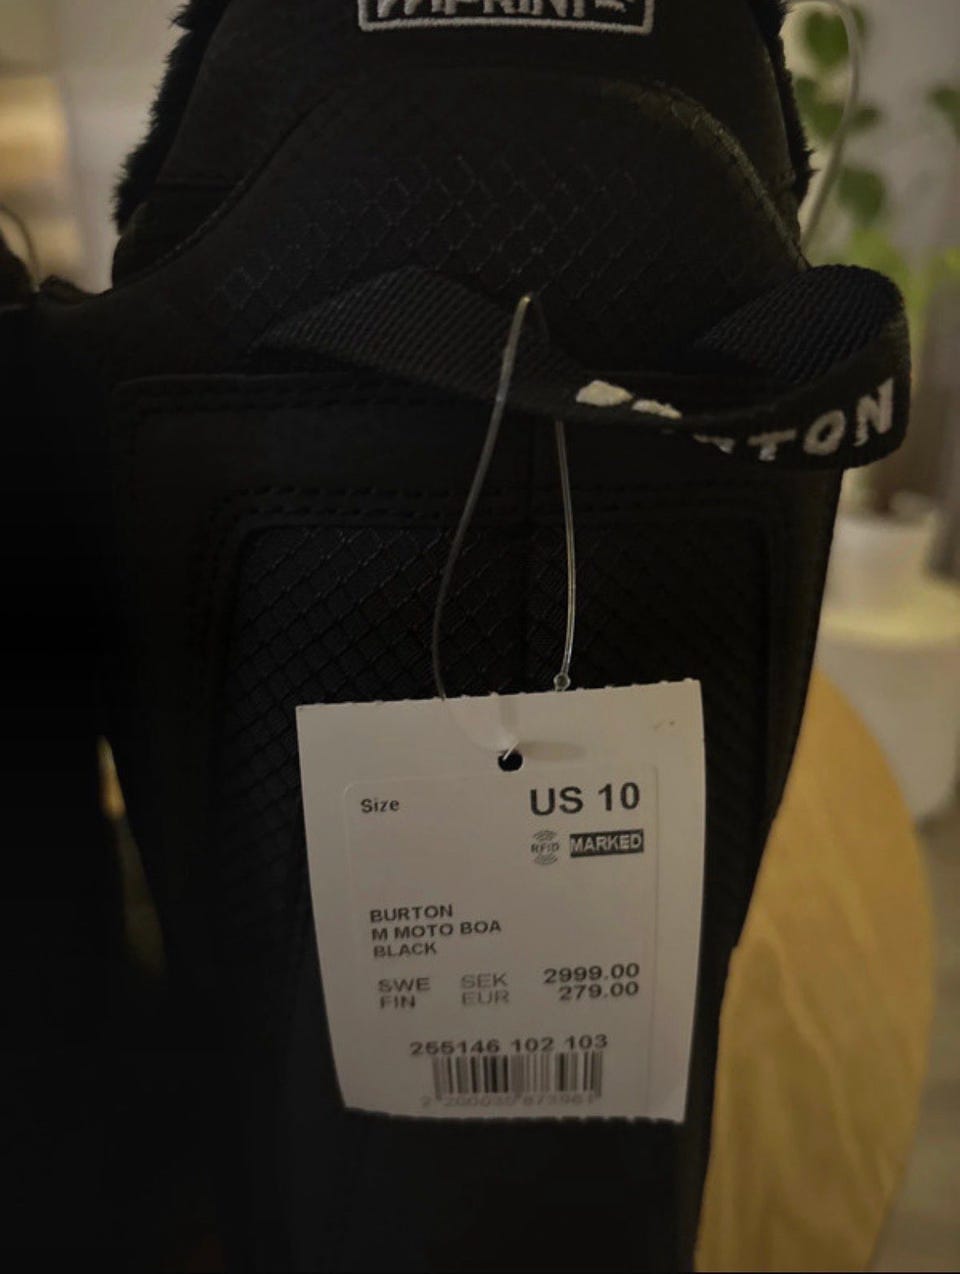 IMPRINT
TON
Size US 10
RFID MARKED
BURTON
M MOTO BOA
BLACK
SWE SEK 2999.00
FIN EUR 279.00
255146 102 103